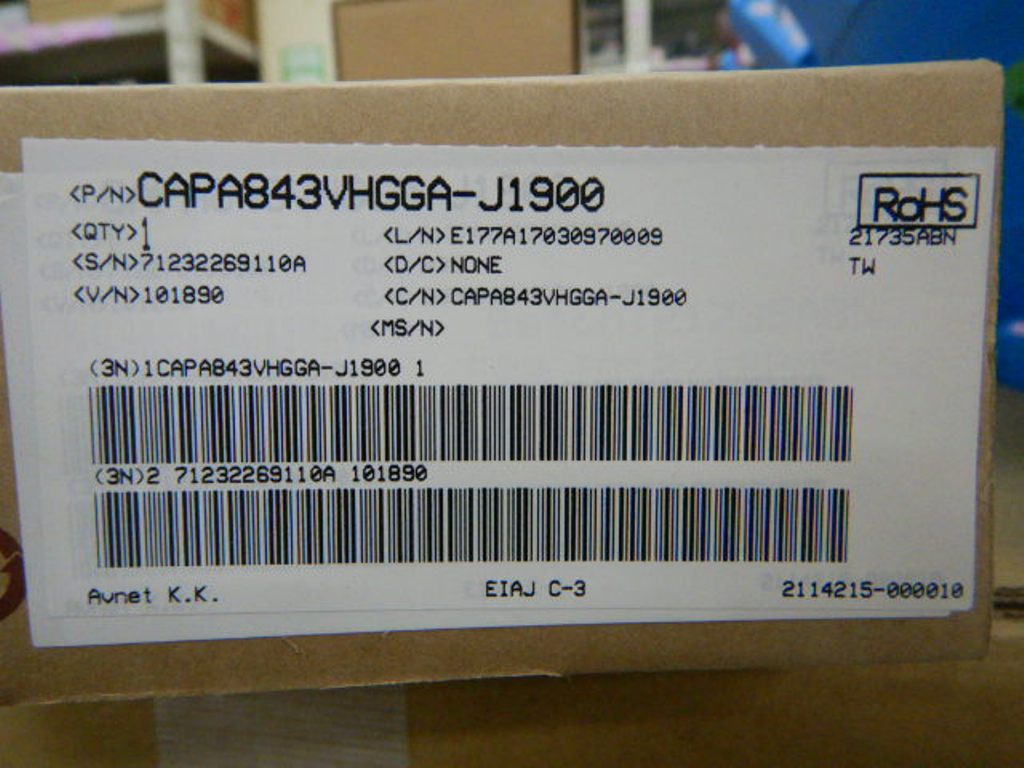 <P/N>CAPA843VHGGA-J1900
RoHS
<QTY>1
<L/N>E177A17030970009
21735ABN
<S/N>71232269110A
<D/C>NONE
TW
<V/N>101890
<C/N>CAPA843VHGGA-J1900
<MS/N>
(3N)1CAPA843VHGGA-J1900 1
(3N)2 71232269110A 101890
Avnet K.K.
EIAJ C-3
2114215-000010